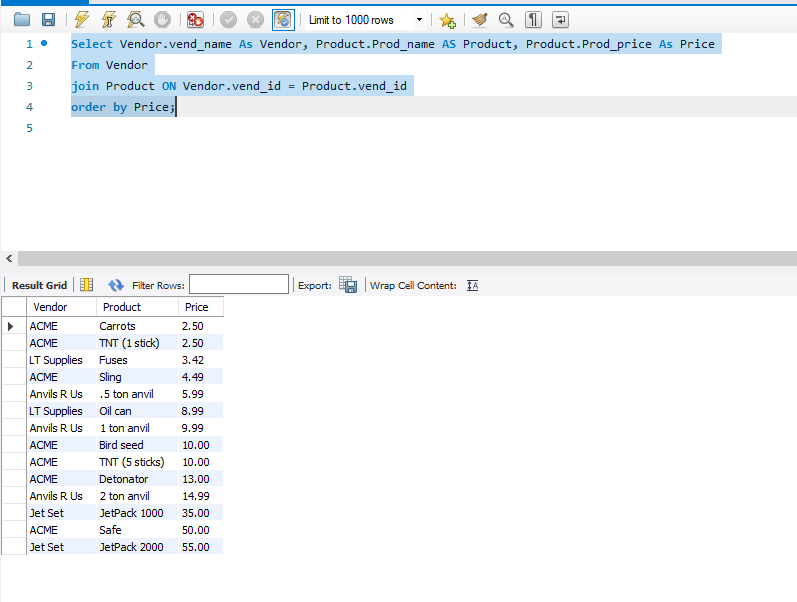 Limit to 1000 rows
1 Select Vendor.vend_name As Vendor, Product.Prod_name AS Product, Product.Prod_price As Price
2 From Vendor
3 join Product ON Vendor.vend_id = Product.vend_id
4 order by Price;
5
Result Grid Filter Rows: Export: Wrap Cell Content:
Vendor Product Price
ACME Carrots 2.50
ACME TNT (1 stick) 2.50
LT Supplies Fuses 3.42
ACME Sling 4.49
Anvils R Us .5 ton anvil 5.99
LT Supplies Oil can 8.99
Anvils R Us 1 ton anvil 9.99
ACME Bird seed 10.00
ACME TNT (5 sticks) 10.00
ACME Detonator 13.00
Anvils R Us 2 ton anvil 14.99
Jet Set JetPack 1000 35.00
ACME Safe 50.00
Jet Set JetPack 2000 55.00